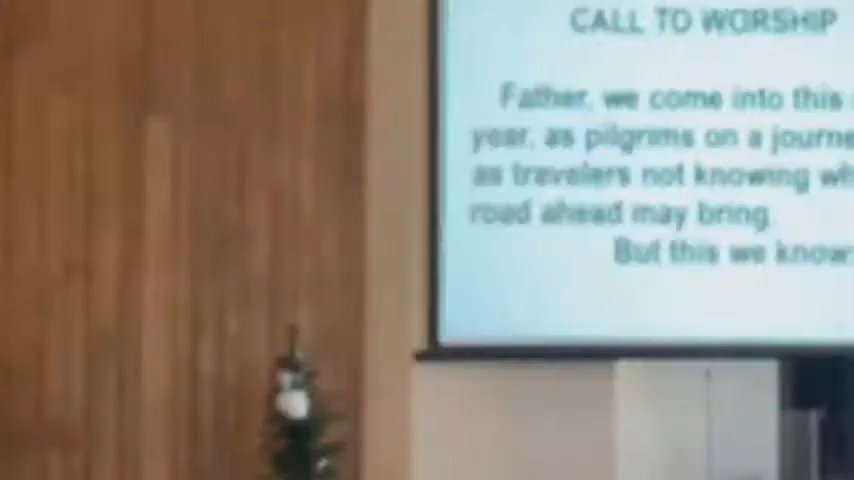 CALL TO WORSHIP
Father, we come into this
year, as pilgrims on a journe
as travelers not knowing wh
road ahead may bring
But this we know